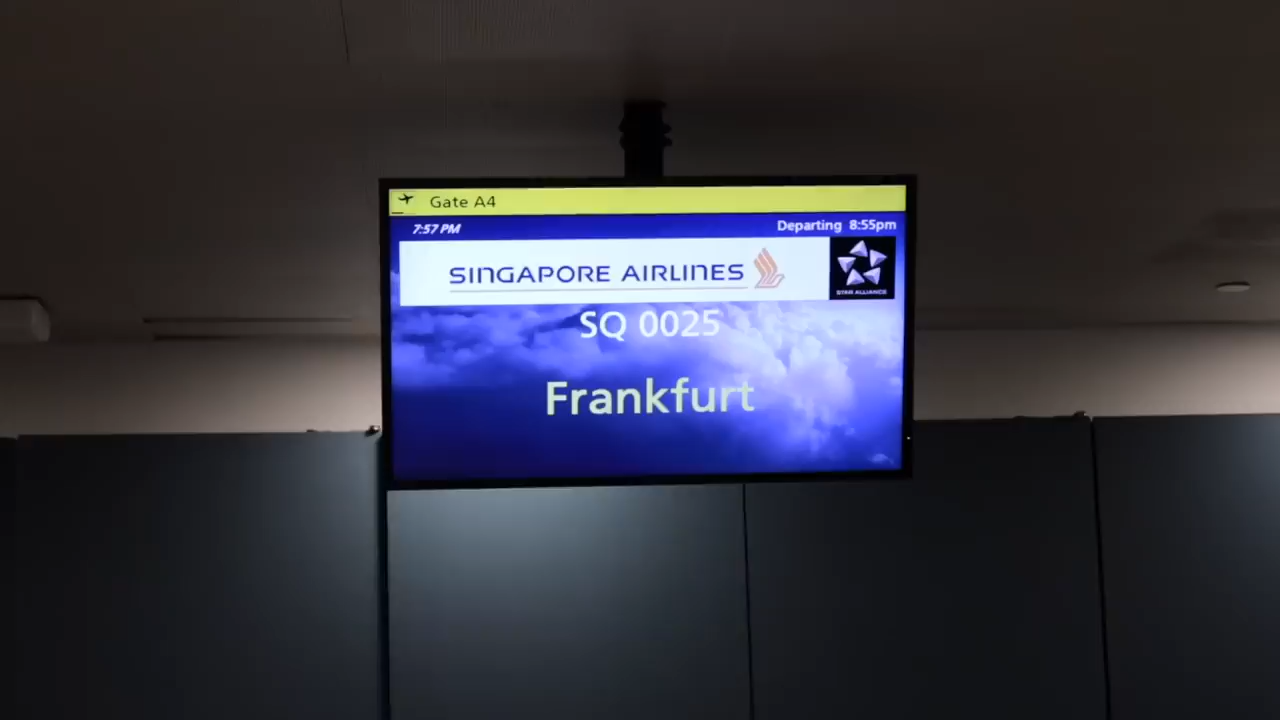 Gate A4
7:57 PM
Departing 8:55pm
SINGAPORE AIRLINES
STAR ALLIANCE
SQ 0025
Frankfurt